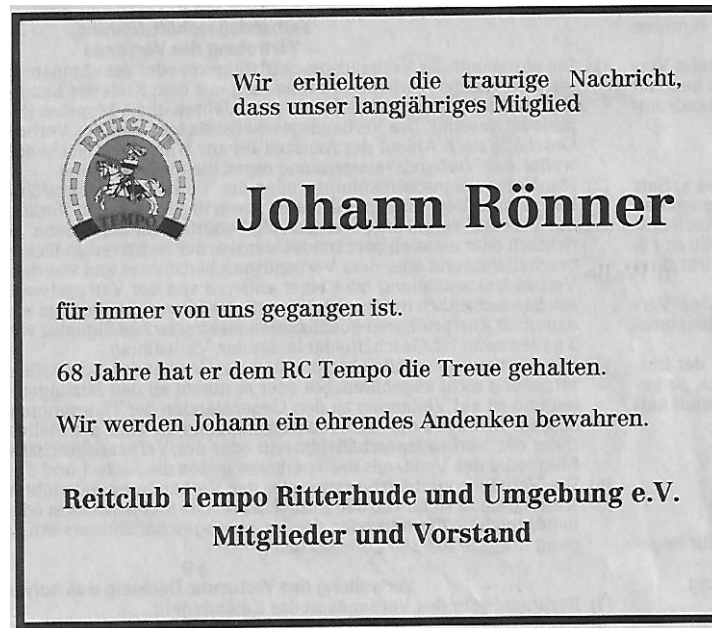 Wir erhielten die traurige Nachricht,
dass unser langjähriges Mitglied
REITCLUB
TEMPO
Johann Rönner
für immer von uns gegangen ist.
68 Jahre hat er dem RC Tempo die Treue gehalten.
Wir werden Johann ein ehrendes Andenken bewahren.
Reitclub Tempo Ritterhude und Umgebung e.V.
Mitglieder und Vorstand